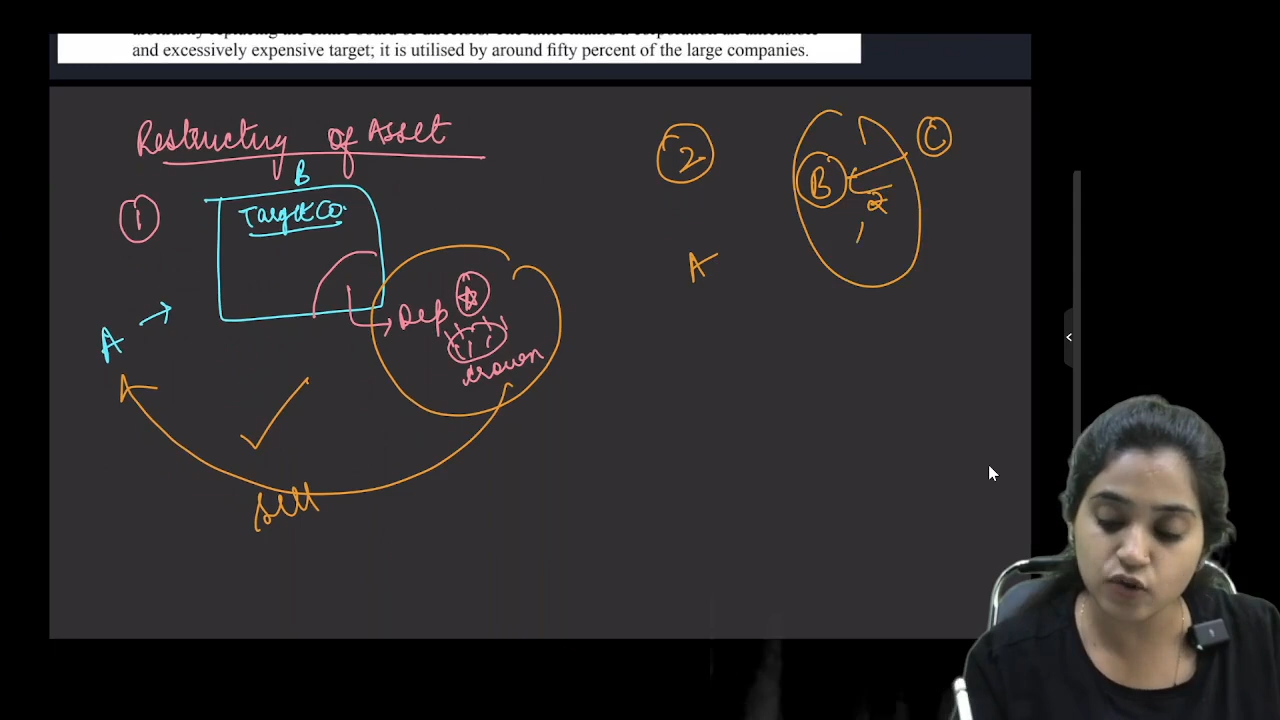 and excessively expensive target; it is utilised by around fifty percent of the large companies.
Restructing of Asset
B
1
Target Co.
A
Dep
crown
sell
2
B
C
2
A